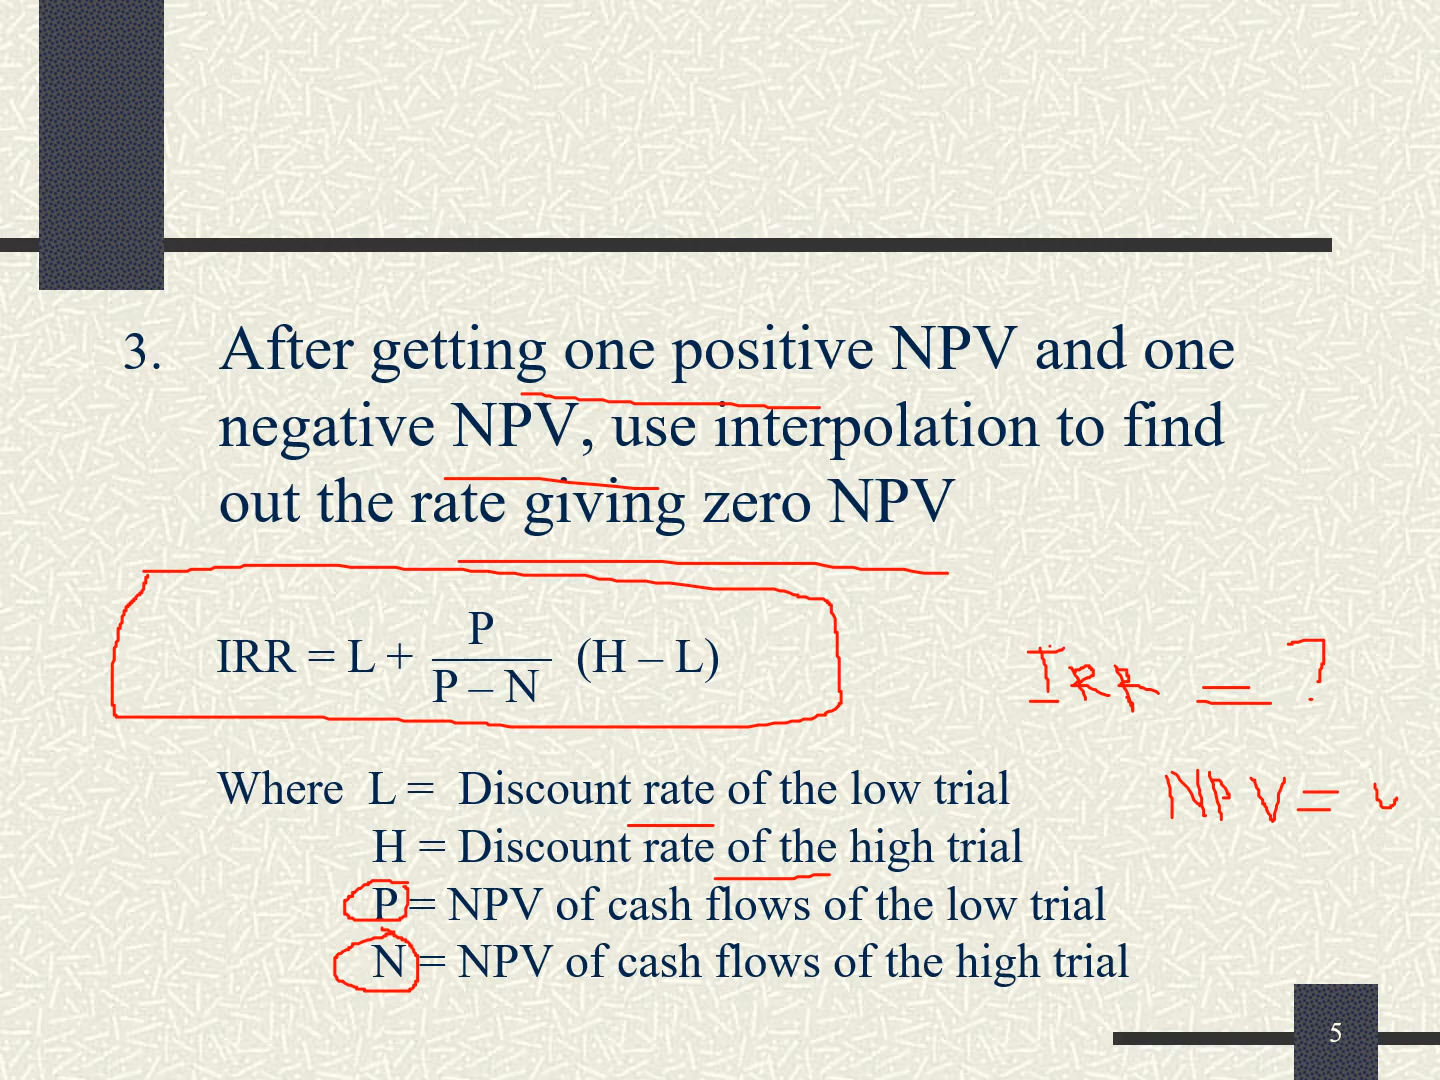 3. After getting one positive NPV and one
negative NPV, use interpolation to find
out the rate giving zero NPV
IRR = L + P / P – N (H – L)
IRR = ?
Where L = Discount rate of the low trial
NPV =
H = Discount rate of the high trial
P = NPV of cash flows of the low trial
N = NPV of cash flows of the high trial
5